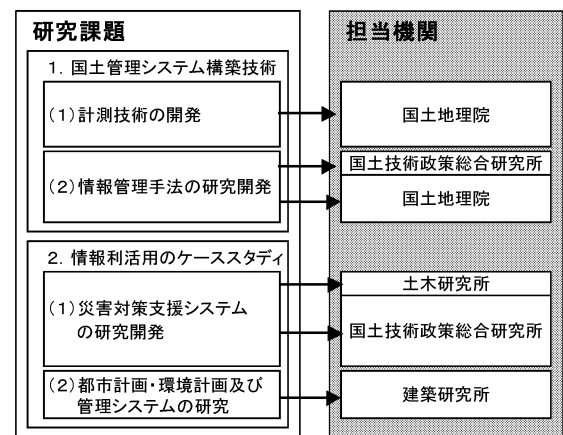 研究課題
1．国土管理システム構築技術
(1)計測技術の開発
(2)情報管理手法の研究開発
2．情報利活用のケーススタディ
(1)災害対策支援システム
の研究開発
(2)都市計画・環境計画及び
管理システムの研究
担当機関
国土地理院
国土技術政策総合研究所
国土地理院
土木研究所
国土技術政策総合研究所
建築研究所